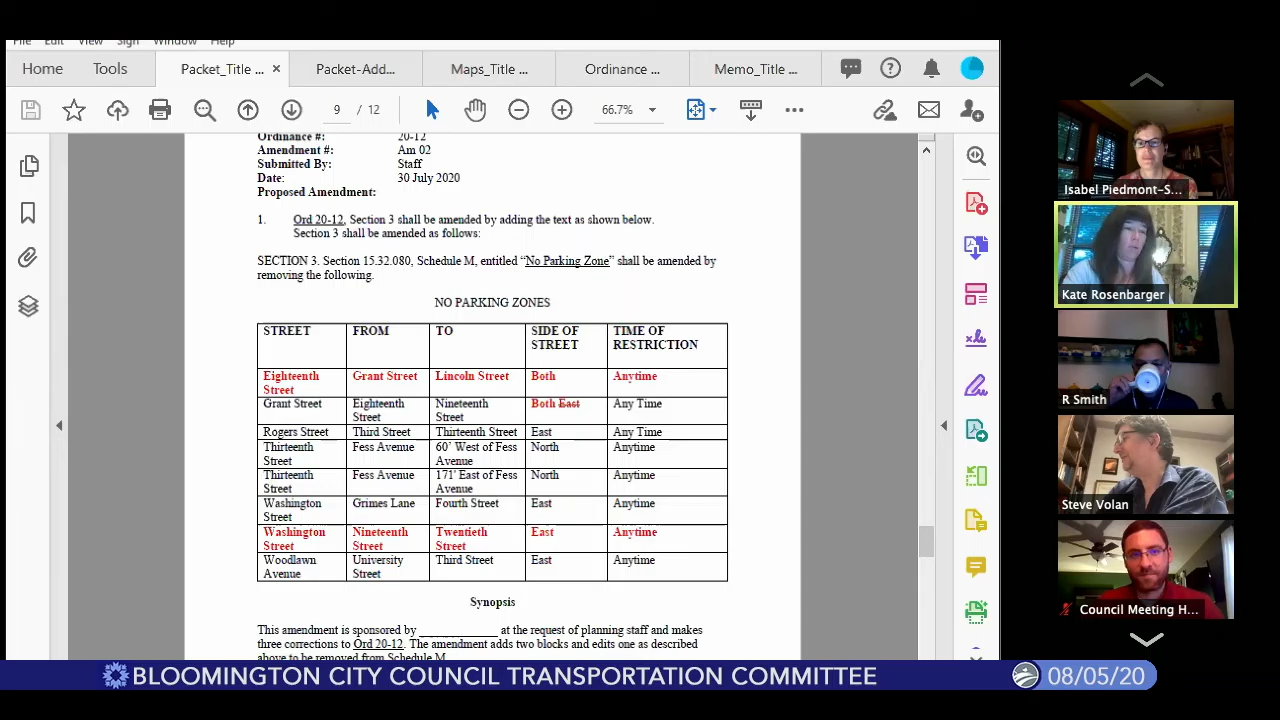 File Edit View Sign Window Help
Home Tools Packet_Title ... × Packet-Add... Maps_Title ... Ordinance ... Memo_Title ...
9 / 12 66.7%
Ordinance #: 20-12
Amendment #: Am 02
Submitted By: Staff
Date: 30 July 2020
Proposed Amendment:
1. Ord 20-12, Section 3 shall be amended by adding the text as shown below.
Section 3 shall be amended as follows:
SECTION 3. Section 15.32.080, Schedule M, entitled “No Parking Zone” shall be amended by
removing the following.
NO PARKING ZONES
STREET FROM TO SIDE OF STREET TIME OF RESTRICTION
Eighteenth Street Grant Street Lincoln Street Both Anytime
Grant Street Eighteenth Street Nineteenth Street Both East Any Time
Rogers Street Third Street Thirteenth Street East Any Time
Thirteenth Street Fess Avenue 60' West of Fess Avenue North Anytime
Thirteenth Street Fess Avenue 171' East of Fess Avenue North Anytime
Washington Street Grimes Lane Fourth Street East Anytime
Washington Street Nineteenth Street Twentieth Street East Anytime
Woodlawn Avenue University Street Third Street East Anytime
Synopsis
This amendment is sponsored by ____________ at the request of planning staff and makes
three corrections to Ord 20-12. The amendment adds two blocks and edits one as described
above to be removed from Schedule M.
Isabel Piedmont-S...
Kate Rosenbarger
R Smith
Steve Volan
Council Meeting H...
BLOOMINGTON CITY COUNCIL TRANSPORTATION COMMITTEE 08/05/20